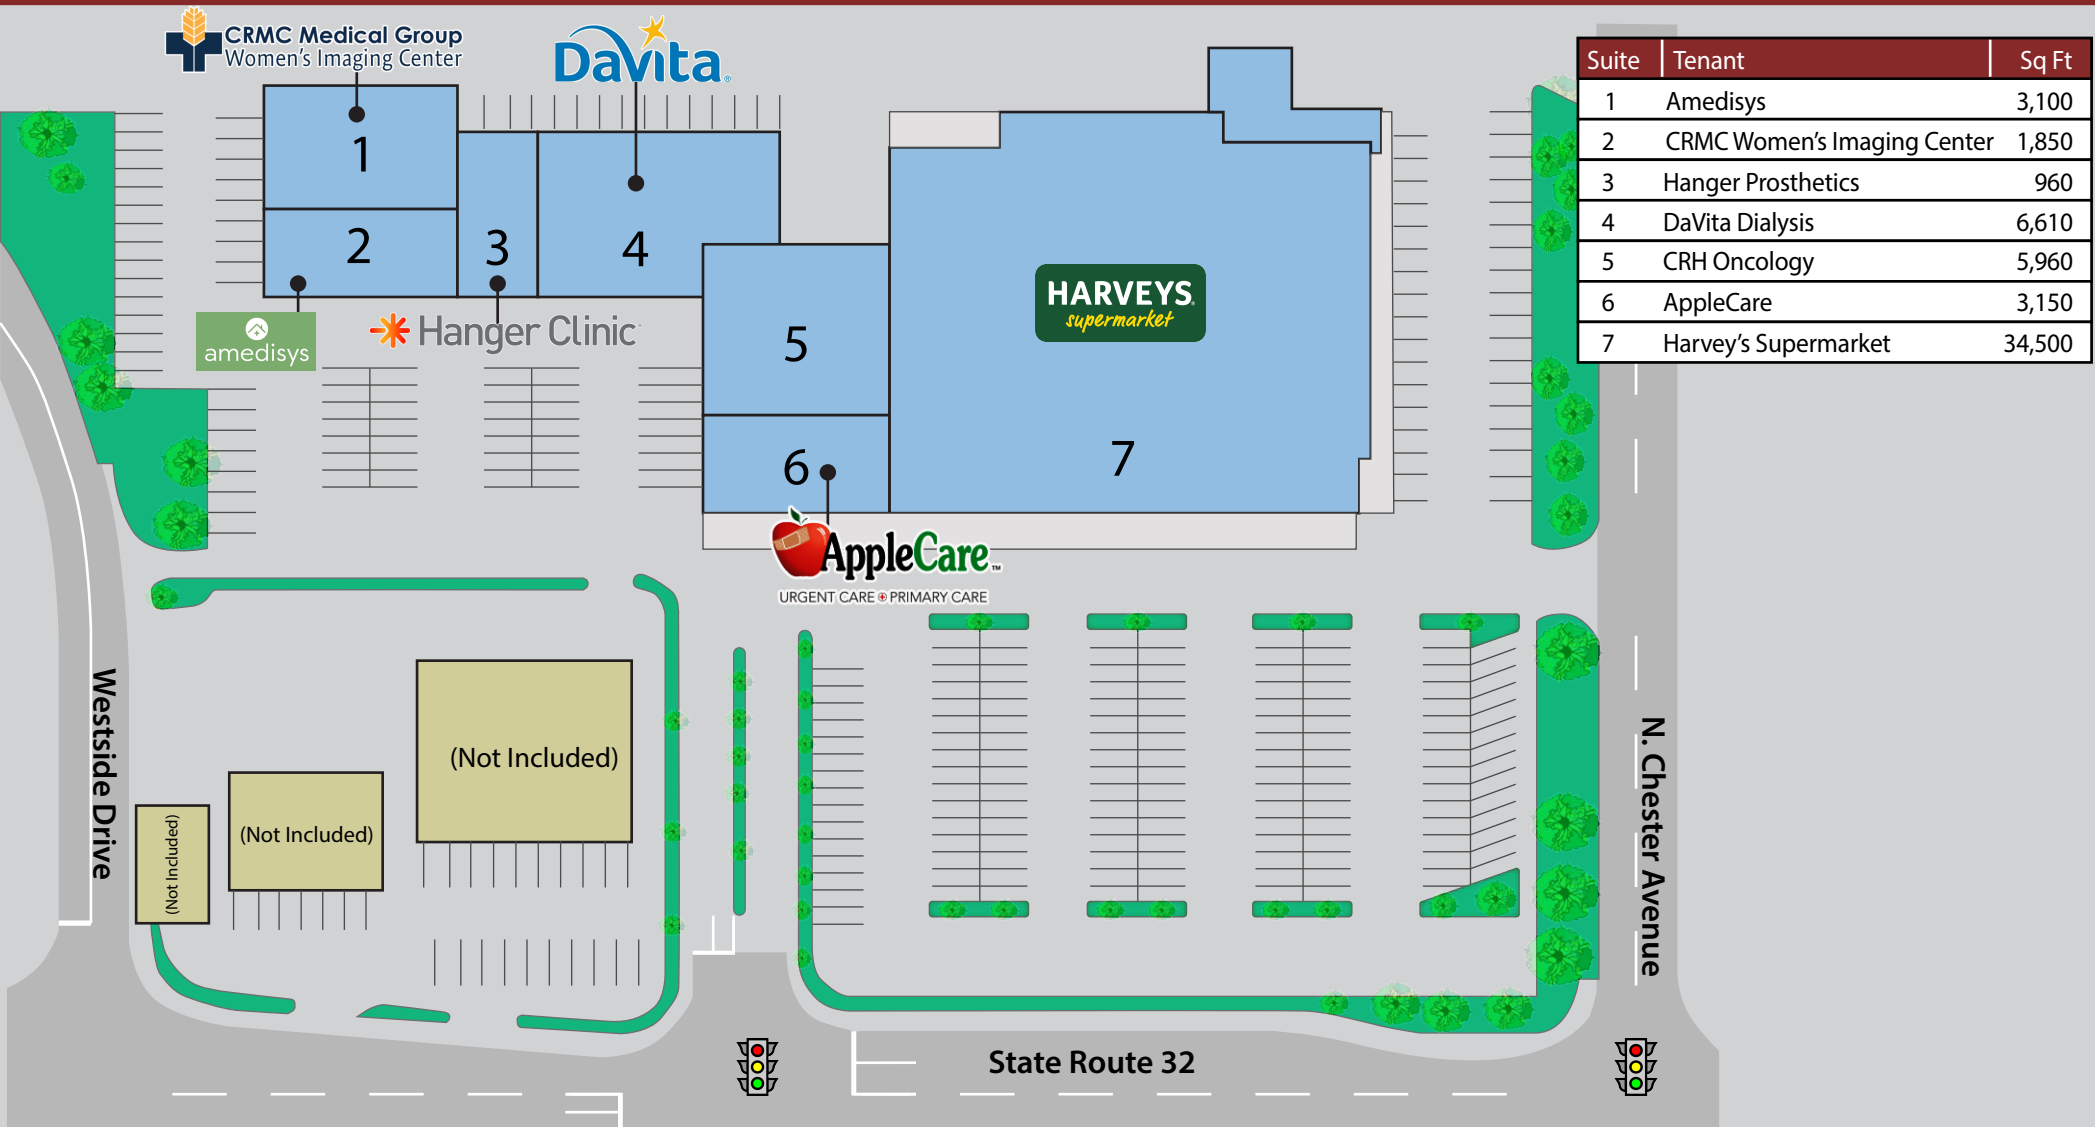 CRMC Medical Group
Women's Imaging Center
DaVita®
1
2
3
4
5
6
7
amedisys
Hanger Clinic
HARVEYS
supermarket
AppleCare™
URGENT CARE + PRIMARY CARE
Suite Tenant Sq Ft
1 Amedisys 3,100
2 CRMC Women's Imaging Center 1,850
3 Hanger Prosthetics 960
4 DaVita Dialysis 6,610
5 CRH Oncology 5,960
6 AppleCare 3,150
7 Harvey's Supermarket 34,500
Westside Drive
(Not Included)
(Not Included)
(Not Included)
N. Chester Avenue
State Route 32